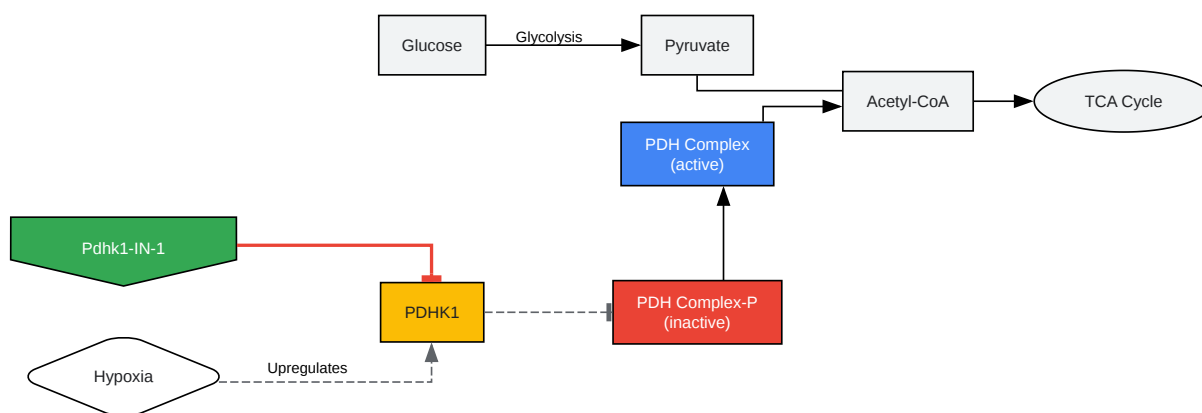 Glucose
Glycolysis
Pyruvate
Acetyl-CoA
TCA Cycle
PDH Complex
(active)
Pdhk1-IN-1
PDHK1
PDH Complex-P
(inactive)
Hypoxia
Upregulates